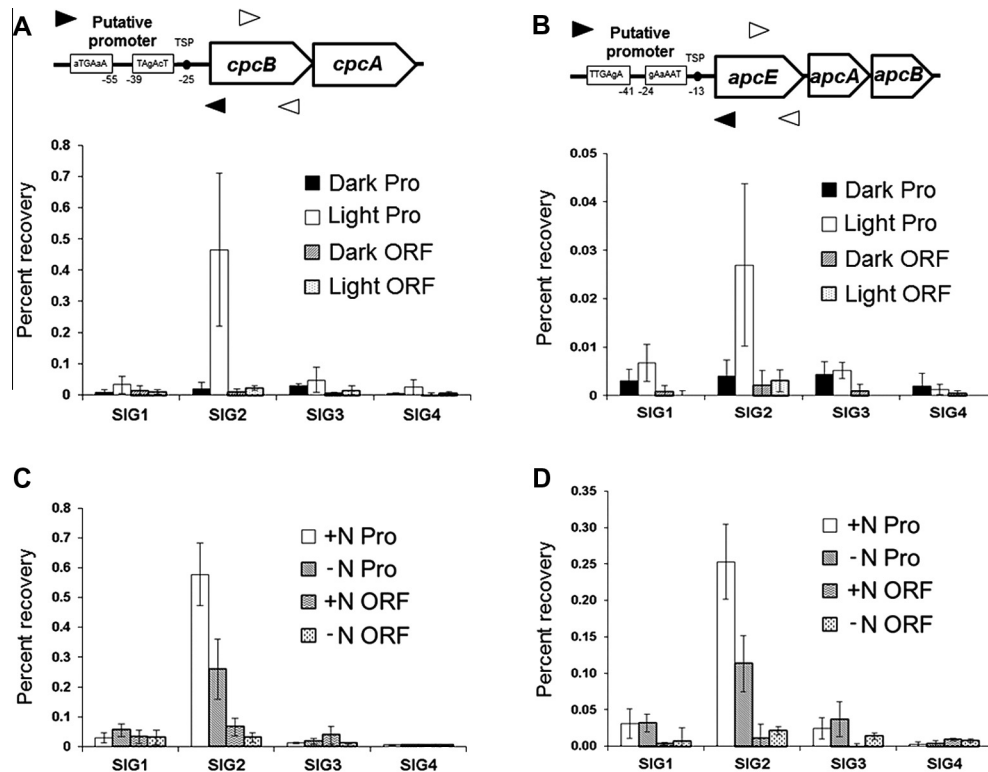 A
Putative
promoter
TSP
aTGAaA
TAgAcT
-55
-39
-25
cpcB
cpcA
Percent recovery
0.8
0.7
0.6
0.5
0.4
0.3
0.2
0.1
0
Dark Pro
Light Pro
Dark ORF
Light ORF
SIG1
SIG2
SIG3
SIG4
B
Putative
promoter
TSP
TTGAgA
gAaAAT
-41
-24
-13
apcE
apcA
apcB
Percent recovery
0.05
0.04
0.03
0.02
0.01
0
Dark Pro
Light Pro
Dark ORF
Light ORF
SIG1
SIG2
SIG3
SIG4
C
Percent recovery
0.8
0.7
0.6
0.5
0.4
0.3
0.2
0.1
0
+N Pro
-N Pro
+N ORF
-N ORF
SIG1
SIG2
SIG3
SIG4
D
Percent recovery
0.35
0.30
0.25
0.20
0.15
0.10
0.05
0.00
+N Pro
-N Pro
+N ORF
-N ORF
SIG1
SIG2
SIG3
SIG4